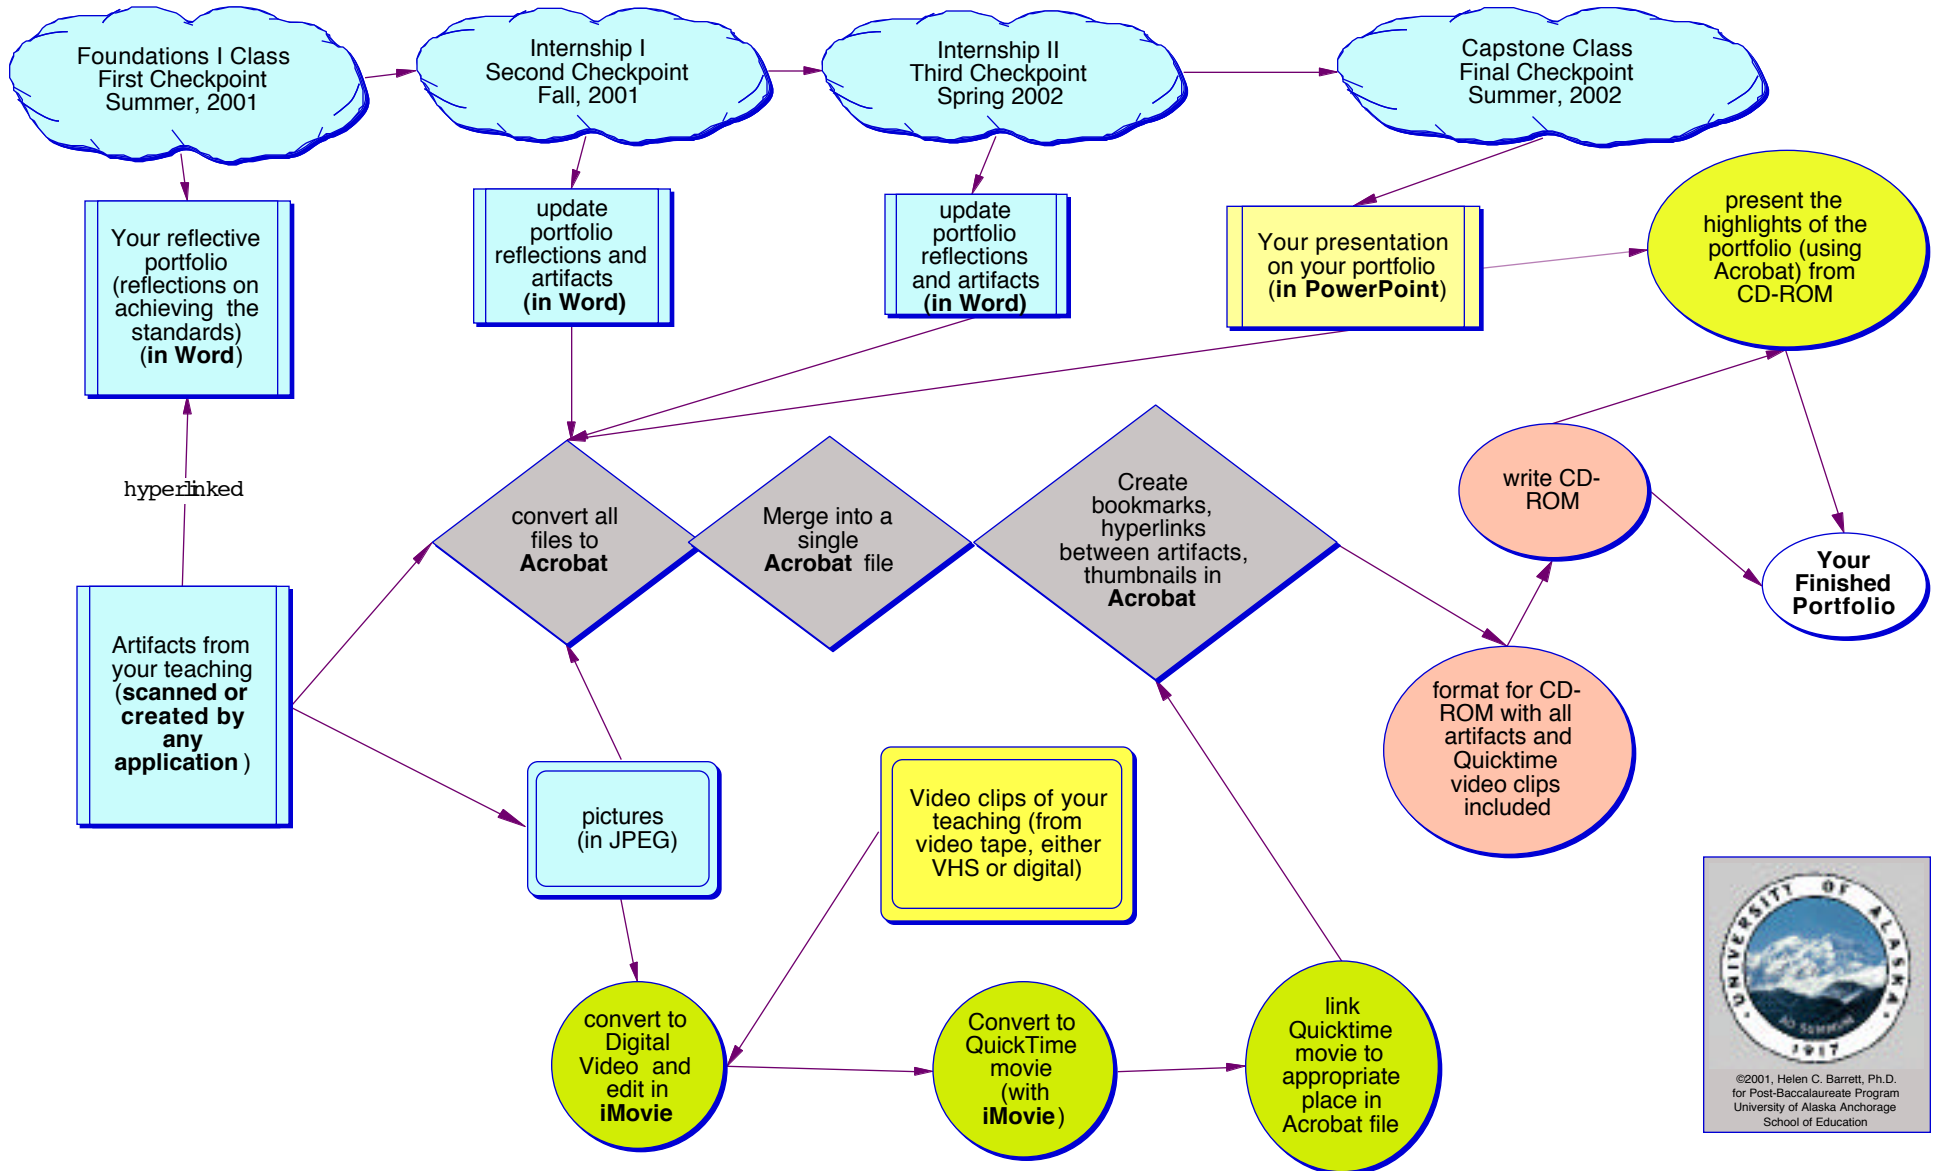 Foundations I Class
First Checkpoint
Summer, 2001
Internship I
Second Checkpoint
Fall, 2001
Internship II
Third Checkpoint
Spring 2002
Capstone Class
Final Checkpoint
Summer, 2002
Your reflective
portfolio
(reflections on
achieving the
standards)
(in Word)
update
portfolio
reflections and
artifacts
(in Word)
update
portfolio
reflections
and artifacts
(in Word)
Your presentation
on your portfolio
(in PowerPoint)
present the
highlights of the
portfolio (using
Acrobat) from
CD-ROM
hyperlinked
convert all
files to
Acrobat
Merge into a
single
Acrobat file
Create
bookmarks,
hyperlinks
between artifacts,
thumbnails in
Acrobat
write CD-
ROM
Your
Finished
Portfolio
Artifacts from
your teaching
(scanned or
created by
any
application)
pictures
(in JPEG)
Video clips of your
teaching (from
video tape, either
VHS or digital)
format for CD-
ROM with all
artifacts and
Quicktime
video clips
included
convert to
Digital
Video and
edit in
iMovie
Convert to
QuickTime
movie
(with
iMovie)
link
Quicktime
movie to
appropriate
place in
Acrobat file
UNIVERSITY OF ALASKA
AD SUMMUM
1917
©2001, Helen C. Barrett, Ph.D.
for Post-Baccalaureate Program
University of Alaska Anchorage
School of Education